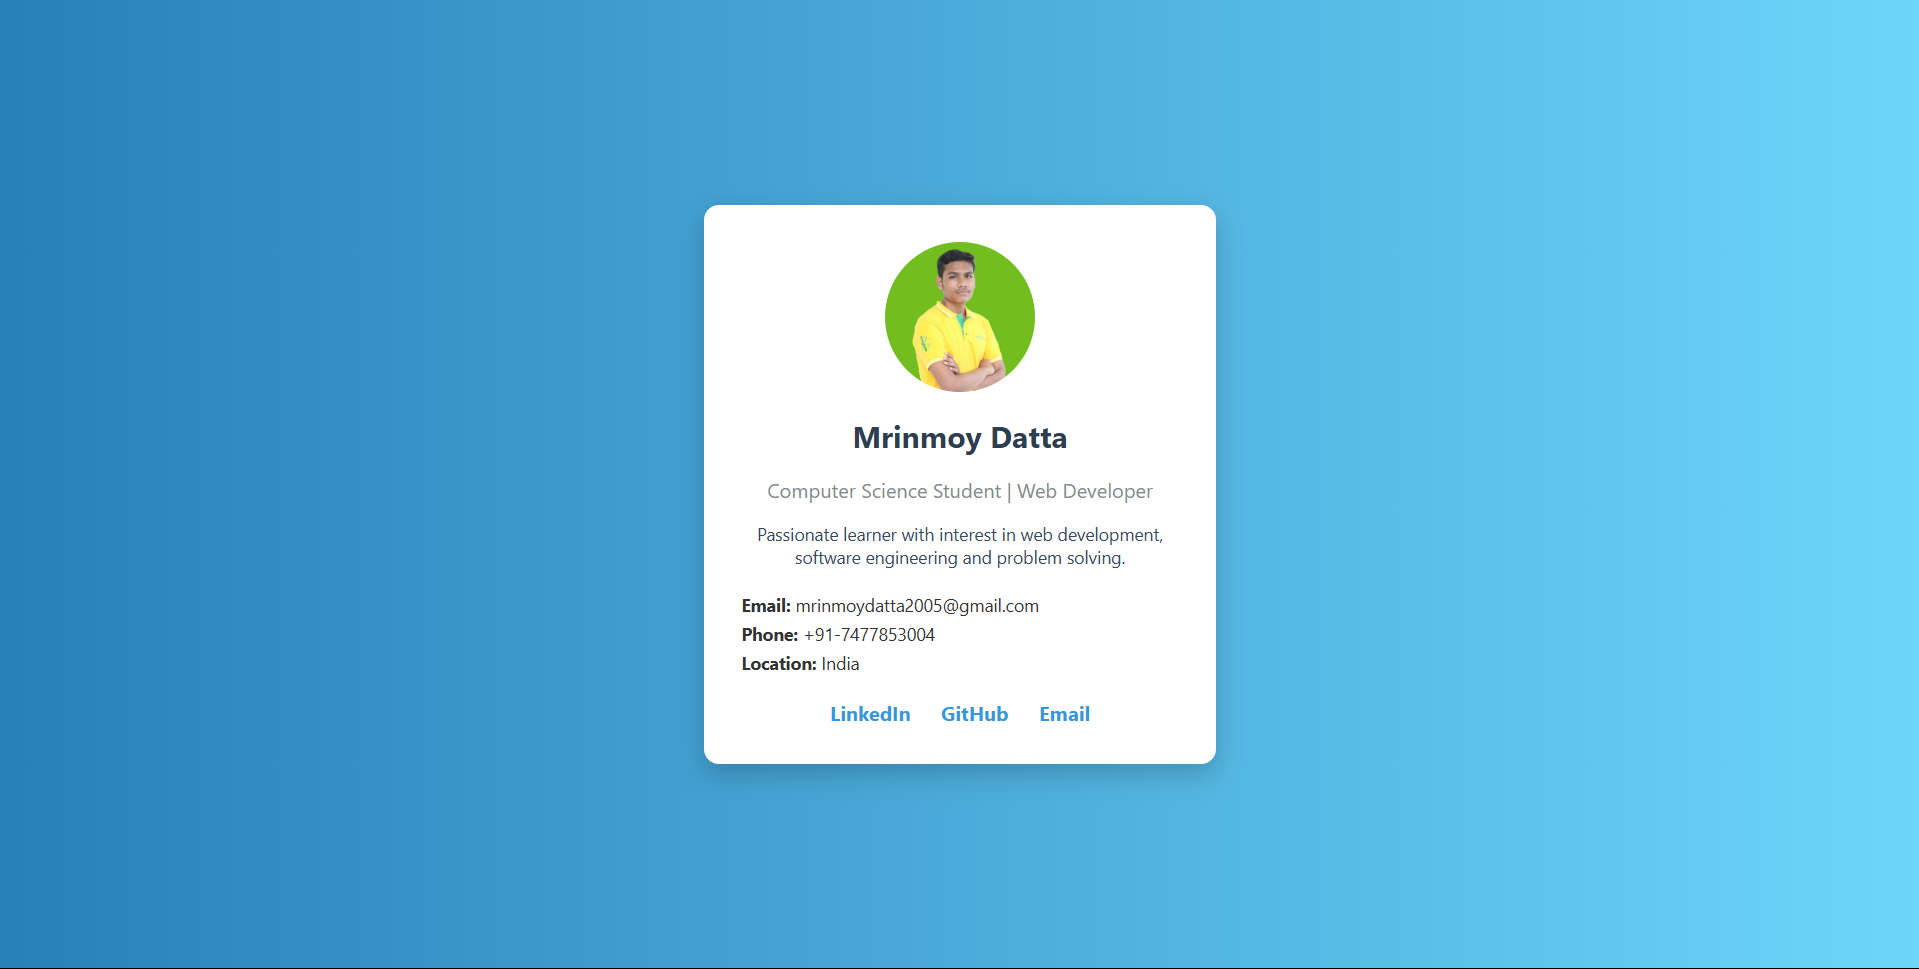 Mrinmoy Datta
Computer Science Student | Web Developer
Passionate learner with interest in web development,
software engineering and problem solving.
Email: mrinmoydatta2005@gmail.com
Phone: +91-7477853004
Location: India
LinkedIn GitHub Email